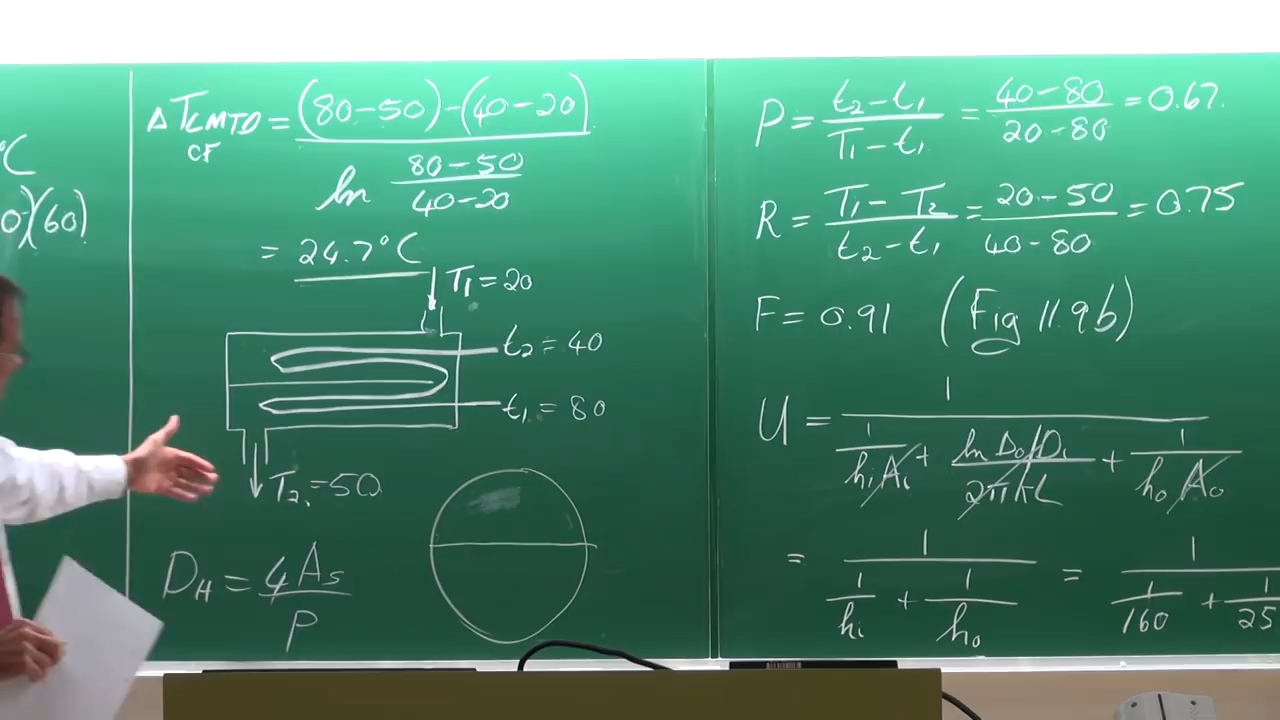 °C
0)(60)
ΔT_LMTD = (80-50)-(40-20)
CF
ln 80-50
40-20
= 24.7°C
T₁=20
t₂=40
t₁=80
T₂=50
D_H = 4As
P
P = t₂-t₁ = 40-80 = 0.67
T₁-t₁ 20-80
R = T₁-T₂ = 20-50 = 0.75
t₂-t₁ 40-80
F = 0.91 (Fig 11.9b)
U = 1
1 + ln Do/Di + 1
hiAi 2πkL hoAo
= 1 = 1
1 + 1 1 + 1
hi ho 160 25